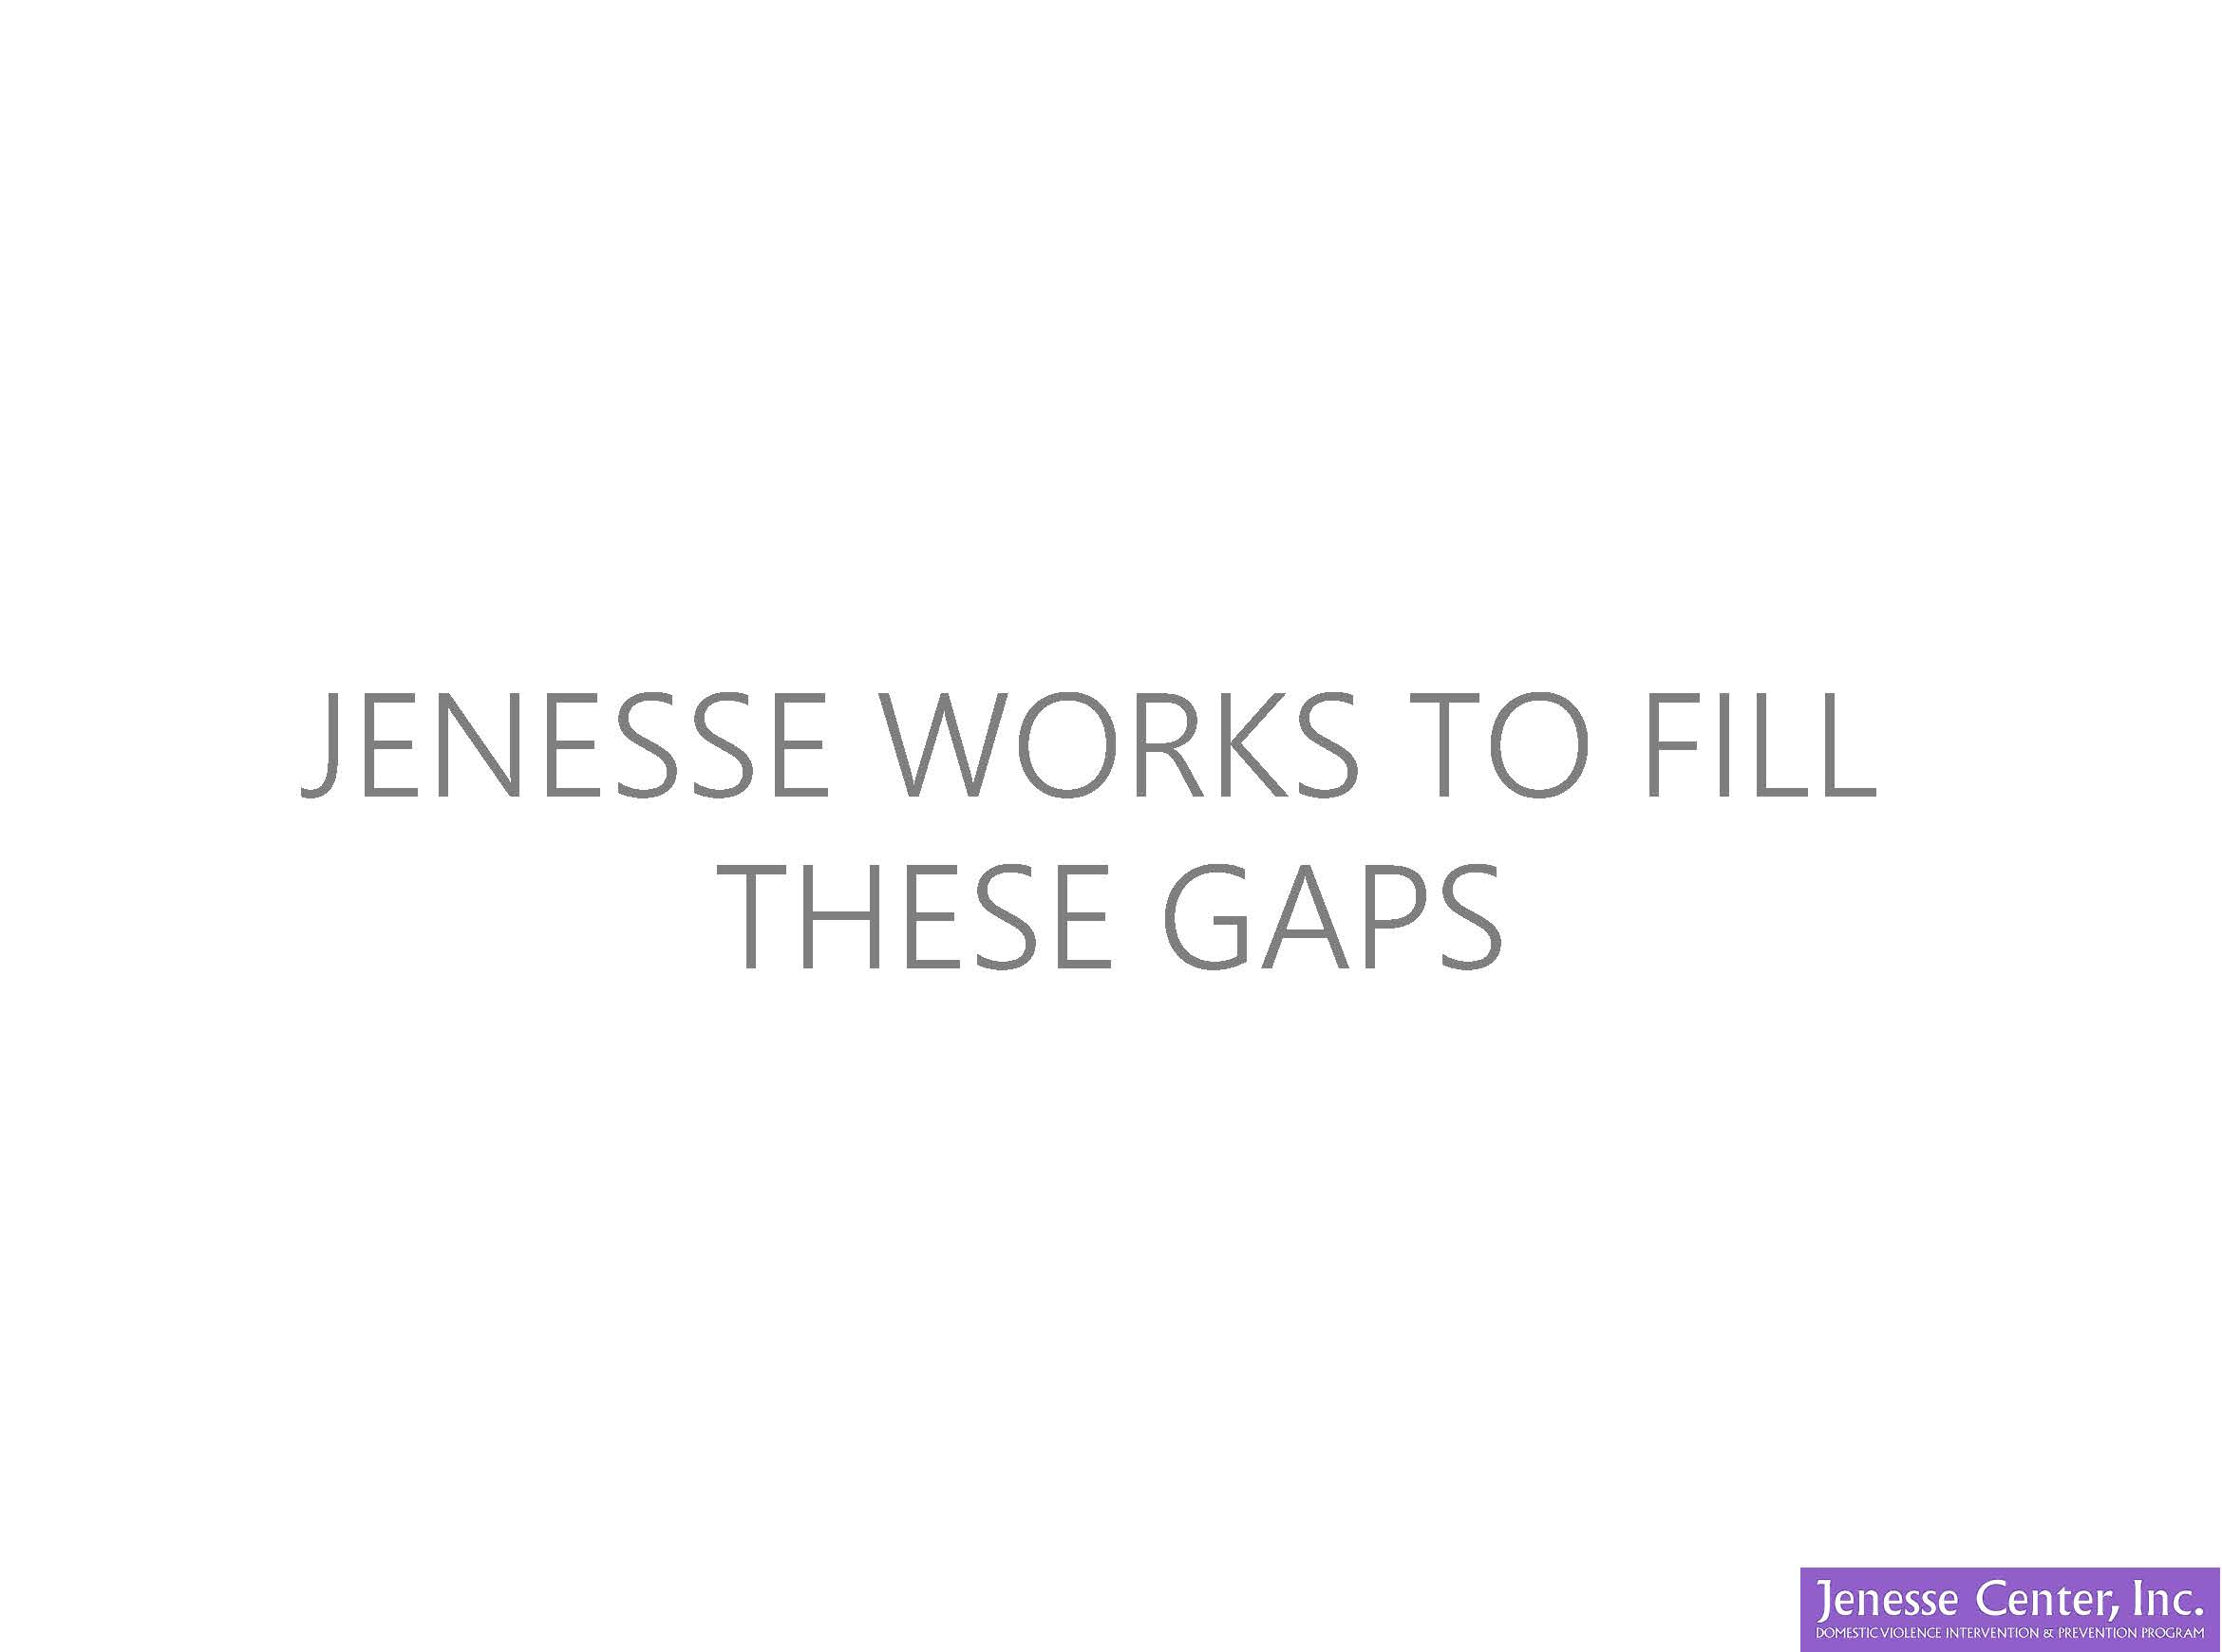 JENESSE WORKS TO FILL
THESE GAPS
Jenesse Center, Inc.
DOMESTIC VIOLENCE INTERVENTION & PREVENTION PROGRAM